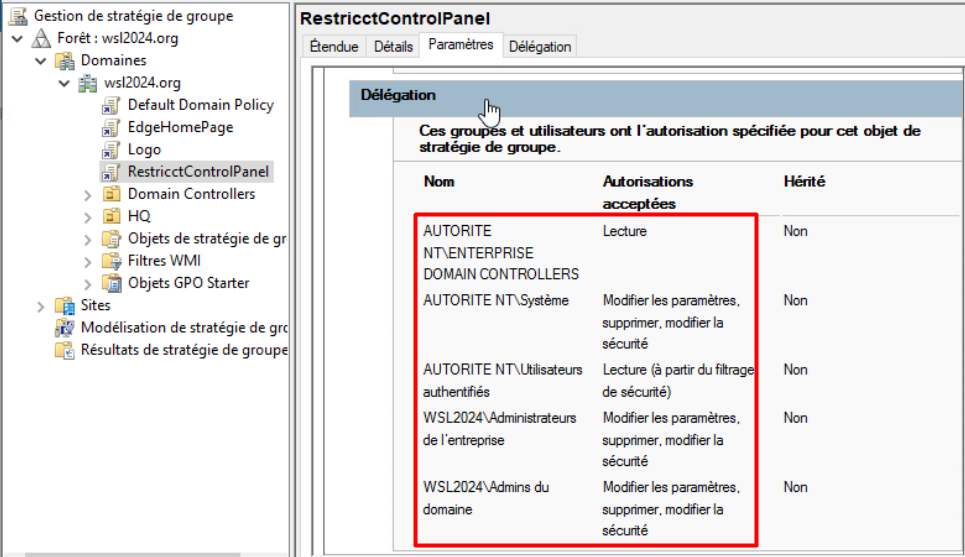 Gestion de stratégie de groupe
Forêt : wsl2024.org
Domaines
wsl2024.org
Default Domain Policy
EdgeHomePage
Logo
RestricctControlPanel
Domain Controllers
HQ
Objets de stratégie de gr
Filtres WMI
Objets GPO Starter
Sites
Modélisation de stratégie de grc
Résultats de stratégie de groupe
RestricctControlPanel
Étendue Détails Paramètres Délégation
Délégation
Ces groupes et utilisateurs ont l'autorisation spécifiée pour cet objet de
stratégie de groupe.
Nom Autorisations Hérité
acceptées
AUTORITE Lecture Non
NT\ENTERPRISE
DOMAIN CONTROLLERS
AUTORITE NT\Système Modifier les paramètres, Non
supprimer, modifier la
sécurité
AUTORITE NT\Utilisateurs Lecture (à partir du filtrage Non
authentifiés de sécurité)
WSL2024\Administrateurs Modifier les paramètres, Non
de l'entreprise supprimer, modifier la
sécurité
WSL2024\Admins du Modifier les paramètres, Non
domaine supprimer, modifier la
sécurité